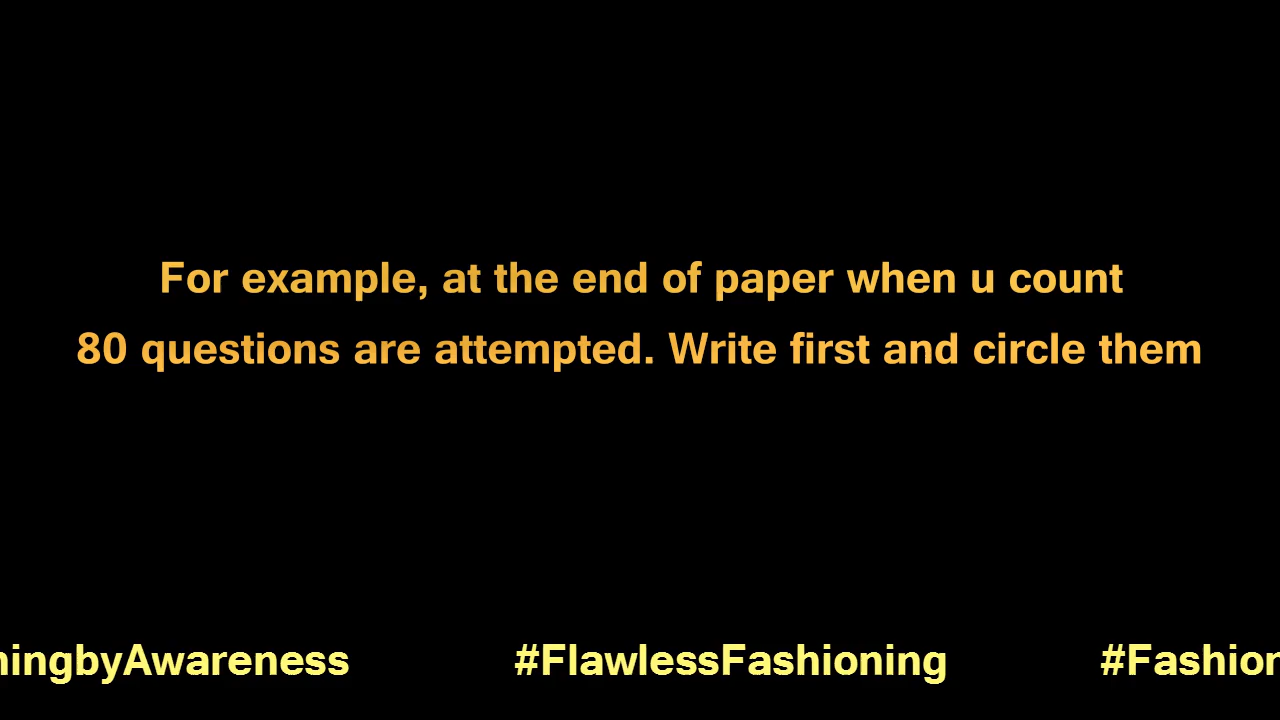 For example, at the end of paper when u count
80 questions are attempted. Write first and circle them
ningbyAwareness #FlawlessFashioning #Fashion